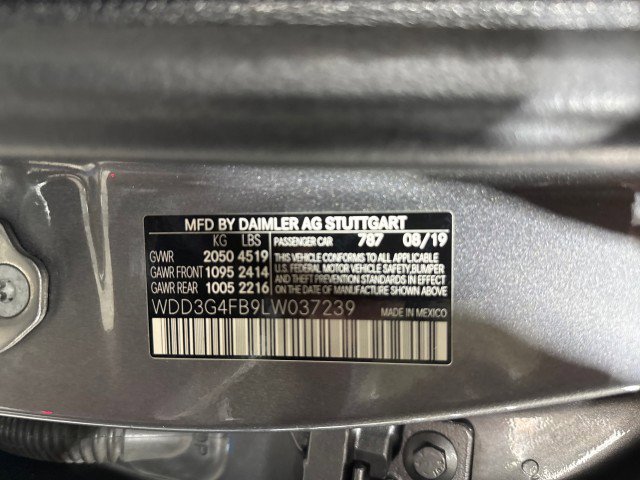 MFD BY DAIMLER AG STUTTGART
KG LBS PASSENGER CAR 787 08/19
GVWR 2050 4519 THIS VEHICLE CONFORMS TO ALL APPLICABLE
GAWR FRONT 1095 2414 U.S. FEDERAL MOTOR VEHICLE SAFETY, BUMPER
GAWR REAR 1005 2216 AND THEFT PREVENTION STANDARDS IN EFFECT
ON THE DATE OF MANUFACTURE SHOWN ABOVE.
WDD3G4FB9LW037239 MADE IN MEXICO